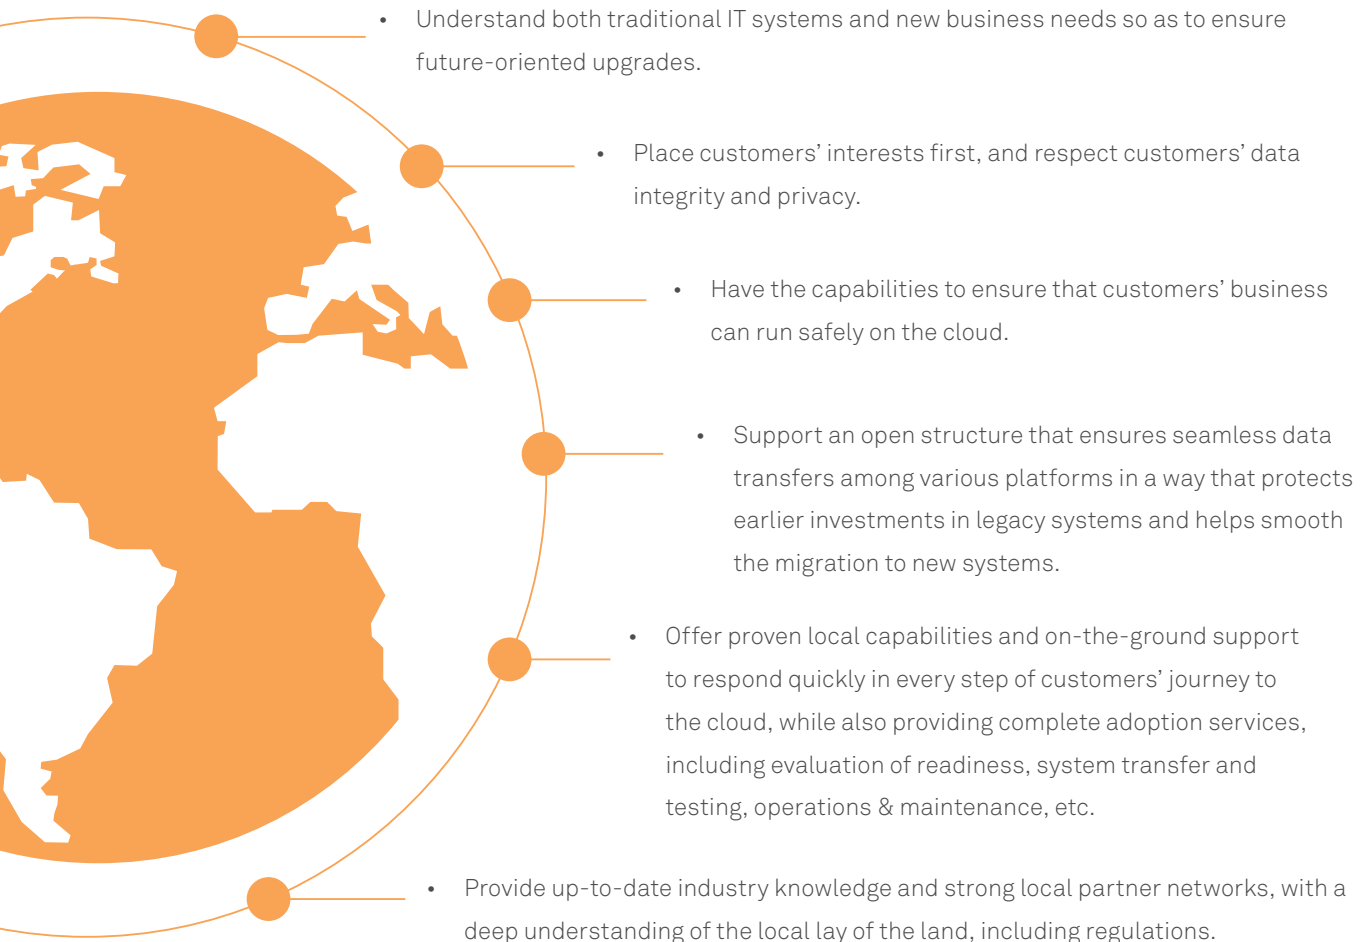 • Understand both traditional IT systems and new business needs so as to ensure
future-oriented upgrades.
• Place customers’ interests first, and respect customers’ data
integrity and privacy.
• Have the capabilities to ensure that customers’ business
can run safely on the cloud.
• Support an open structure that ensures seamless data
transfers among various platforms in a way that protects
earlier investments in legacy systems and helps smooth
the migration to new systems.
• Offer proven local capabilities and on-the-ground support
to respond quickly in every step of customers’ journey to
the cloud, while also providing complete adoption services,
including evaluation of readiness, system transfer and
testing, operations & maintenance, etc.
• Provide up-to-date industry knowledge and strong local partner networks, with a
deep understanding of the local lay of the land, including regulations.